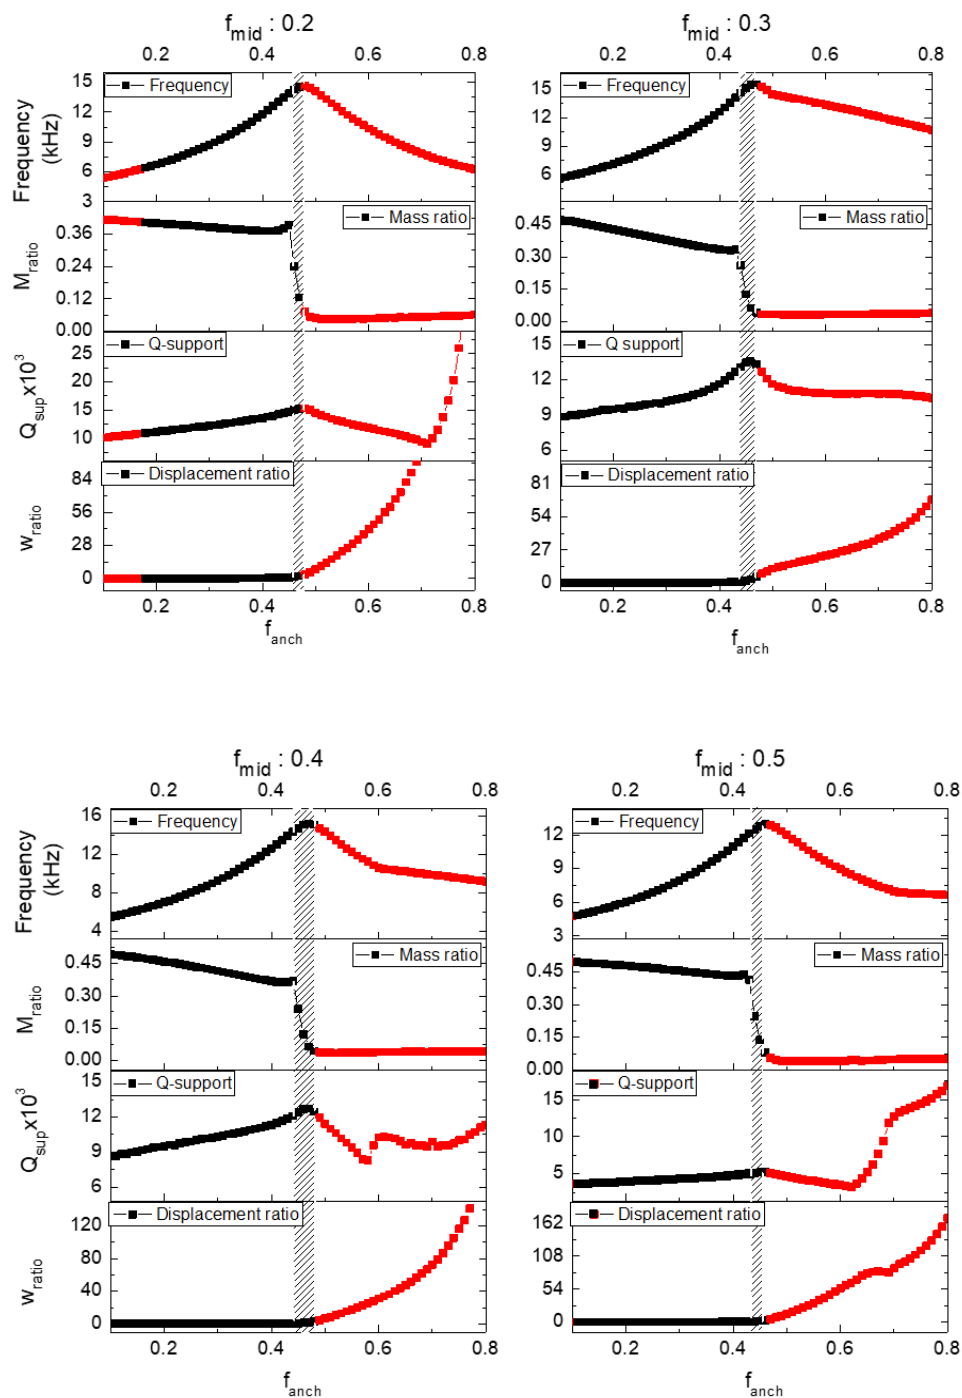 f_mid : 0.2
0.2 0.4 0.6 0.8
Frequency (kHz)
15
12
9
6
3
Frequency
M_ratio
0.36
0.24
0.12
0.00
Mass ratio
Q_sup x10^3
25
20
15
10
Q-support
w_ratio
84
56
28
0
Displacement ratio
0.2 0.4 0.6 0.8
f_anch
f_mid : 0.3
0.2 0.4 0.6 0.8
15
12
9
6
Frequency
0.45
0.30
0.15
0.00
Mass ratio
15
12
9
6
Q support
81
54
27
0
Displacement ratio
0.2 0.4 0.6 0.8
f_anch
f_mid : 0.4
0.2 0.4 0.6 0.8
Frequency (kHz)
16
12
8
4
Frequency
M_ratio
0.45
0.30
0.15
0.00
Mass ratio
Q_sup x10^3
15
12
9
6
Q-support
w_ratio
120
80
40
0
Displacement ratio
0.2 0.4 0.6 0.8
f_anch
f_mid : 0.5
0.2 0.4 0.6 0.8
12
9
6
3
Frequency
0.45
0.30
0.15
0.00
Mass ratio
15
10
5
Q-support
162
108
54
0
Displacement ratio
0.2 0.4 0.6 0.8
f_anch